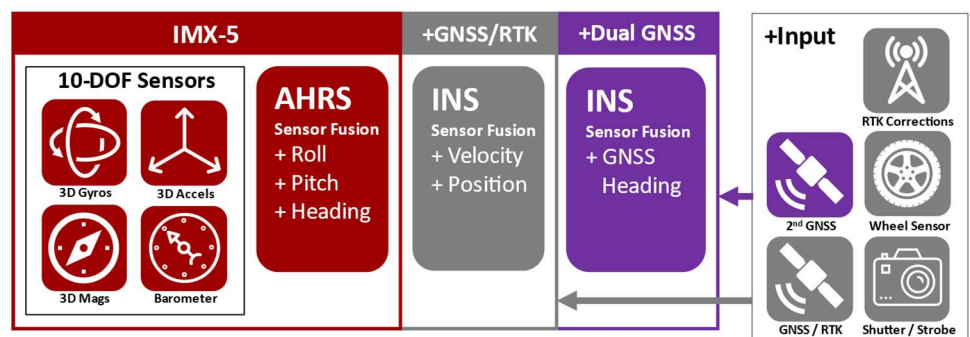 IMX-5
+GNSS/RTK
+Dual GNSS
10-DOF Sensors
3D Gyros
3D Accels
3D Mags
Barometer
AHRS
Sensor Fusion
+ Roll
+ Pitch
+ Heading
INS
Sensor Fusion
+ Velocity
+ Position
INS
Sensor Fusion
+ GNSS
Heading
+Input
RTK Corrections
2nd GNSS
Wheel Sensor
GNSS / RTK
Shutter / Strobe